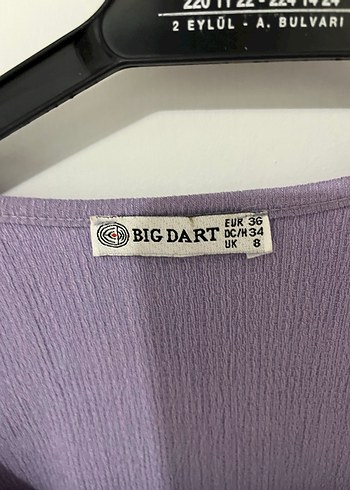 220 11 22 - 224 14 24
2 EYLÜL - A. BULVARI
BIG DART
EUR 36
DC/H 34
UK 8